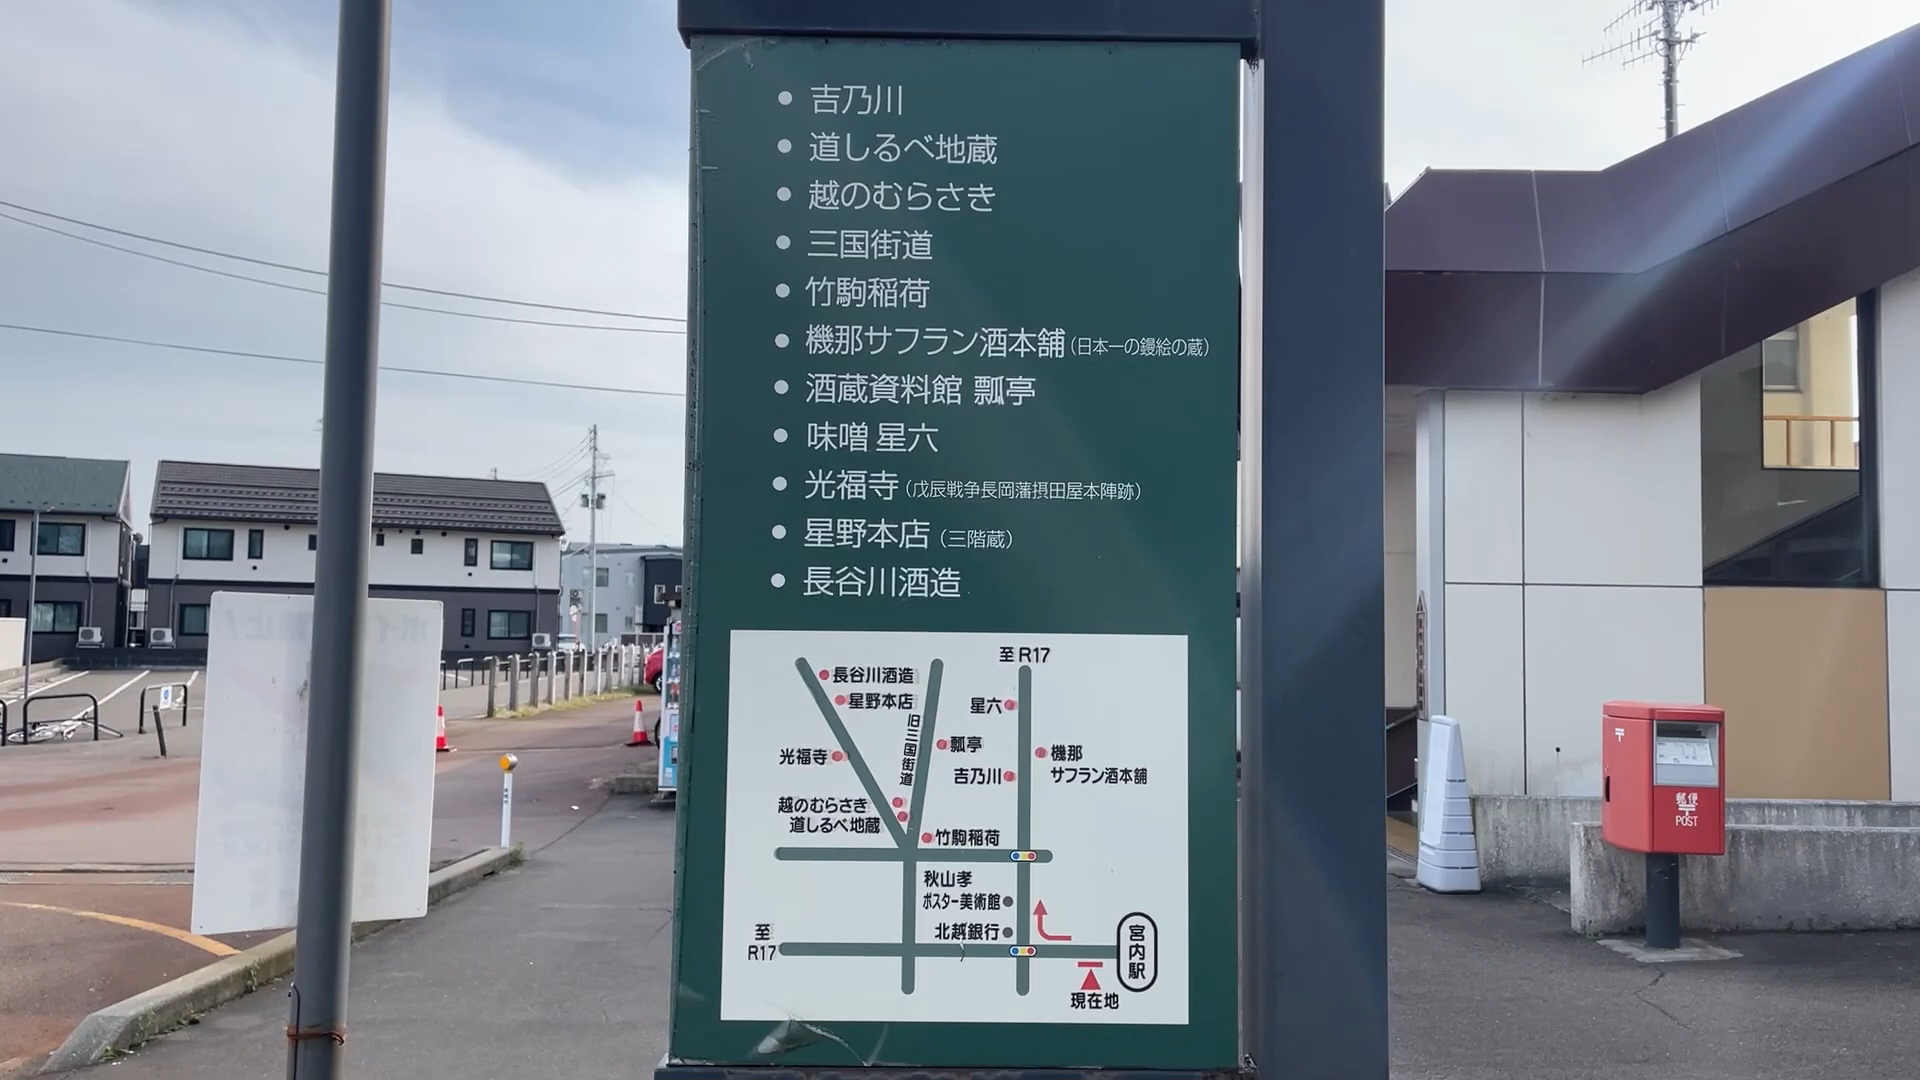 ● 吉乃川
● 道しるべ地蔵
● 越のむらさき
● 三国街道
● 竹駒稲荷
● 機那サフラン酒本舗(日本一の鏝絵の蔵)
● 酒蔵資料館 瓢亭
● 味噌 星六
● 光福寺(戊辰戦争長岡藩摂田屋本陣跡)
● 星野本店(三階蔵)
● 長谷川酒造
至 R17
長谷川酒造
星野本店
星六
旧三国街道
瓢亭
機那
サフラン酒本舗
光福寺
吉乃川
越のむらさき
道しるべ地蔵
竹駒稲荷
秋山孝
ポスター美術館
北越銀行
至
R17
宮内駅
現在地
郵便
〒
POST